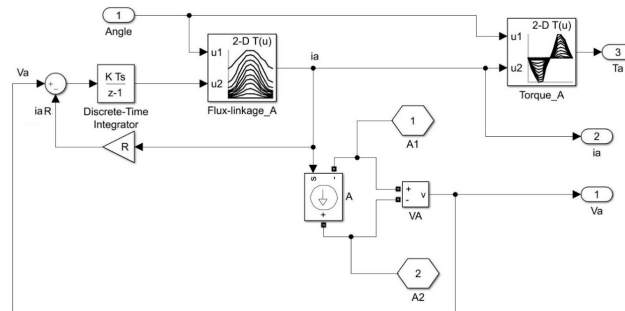 1
Angle
2-D T(u)
u1
u2
Flux-linkage_A
2-D T(u)
u1
u2
Torque_A
3
Ta
Va
+
-
K Ts
z-1
Discrete-Time
Integrator
ia
iaR
R
1
A1
2
ia
s
-
+
A
+
-
v
VA
1
Va
2
A2